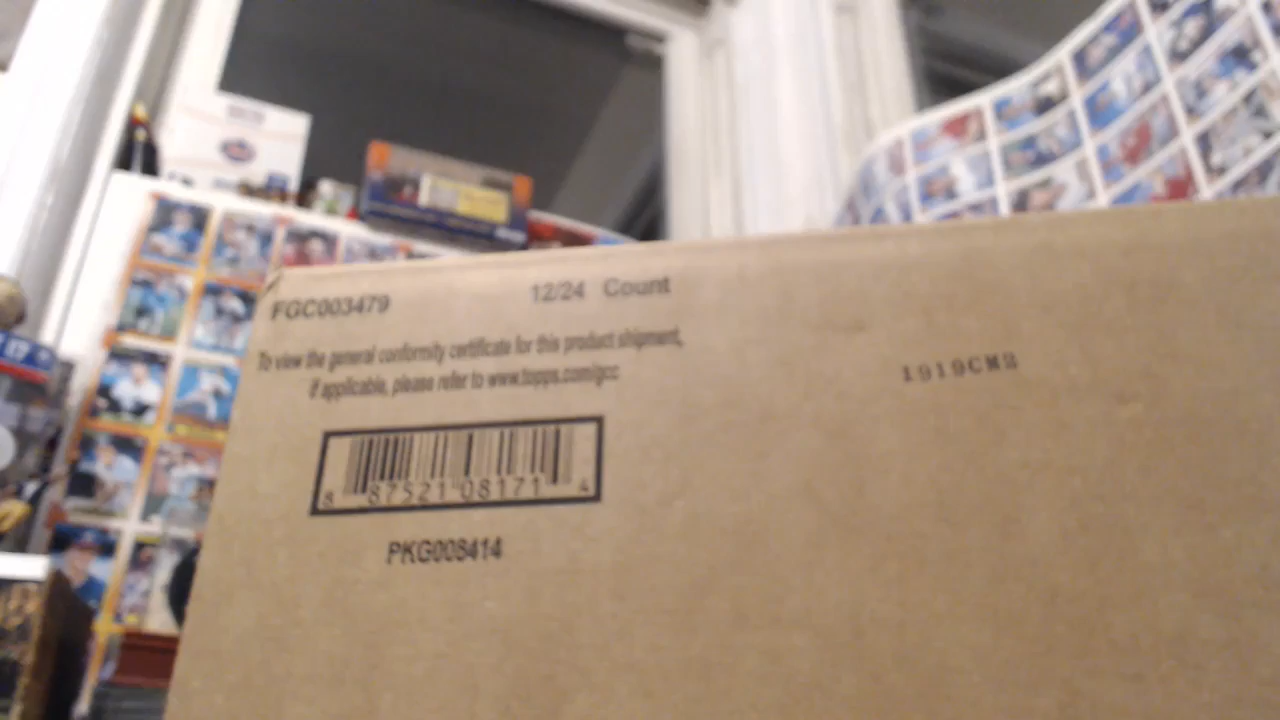 FGC003479
12/24 Count
To view the general conformity certificate for this product shipment,
if applicable, please refer to www.topps.com/gcc
1919CM2
8 87521 08171 4
PKG008414
17